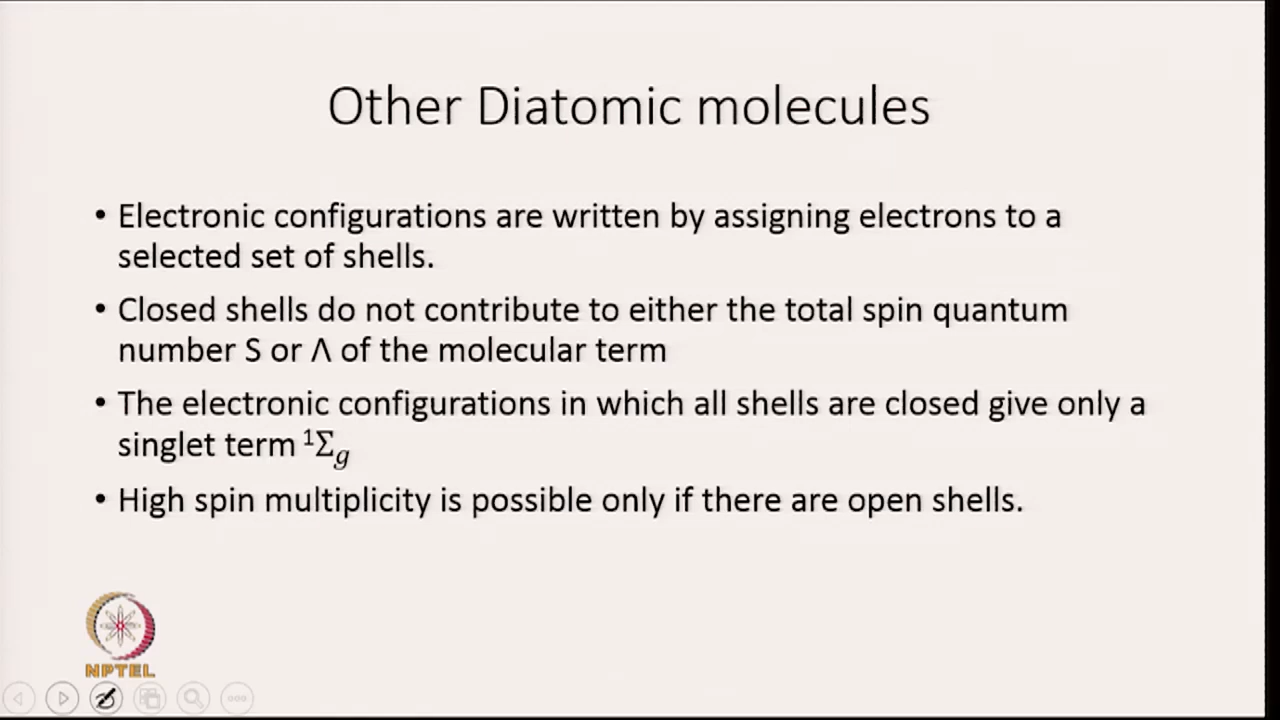 Other Diatomic molecules
• Electronic configurations are written by assigning electrons to a
selected set of shells.
• Closed shells do not contribute to either the total spin quantum
number S or Λ of the molecular term
• The electronic configurations in which all shells are closed give only a
singlet term ¹Σg
• High spin multiplicity is possible only if there are open shells.
NPTEL